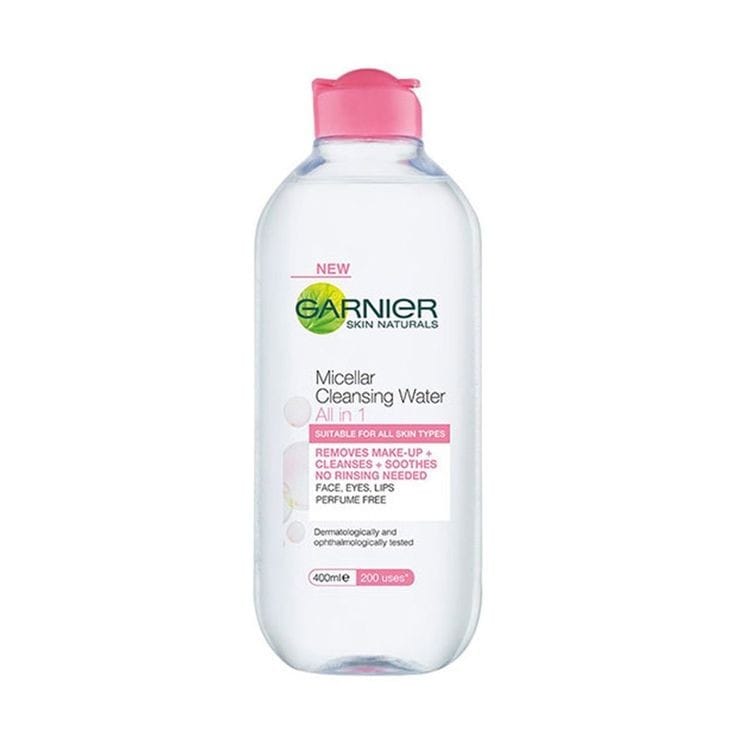 NEW
GARNIER
SKIN NATURALS
Micellar
Cleansing Water
All in 1
SUITABLE FOR ALL SKIN TYPES
REMOVES MAKE-UP +
CLEANSES + SOOTHES
NO RINSING NEEDED
FACE, EYES, LIPS
PERFUME FREE
Dermatologically and
ophthalmologically tested
400ml℮ 200 uses*